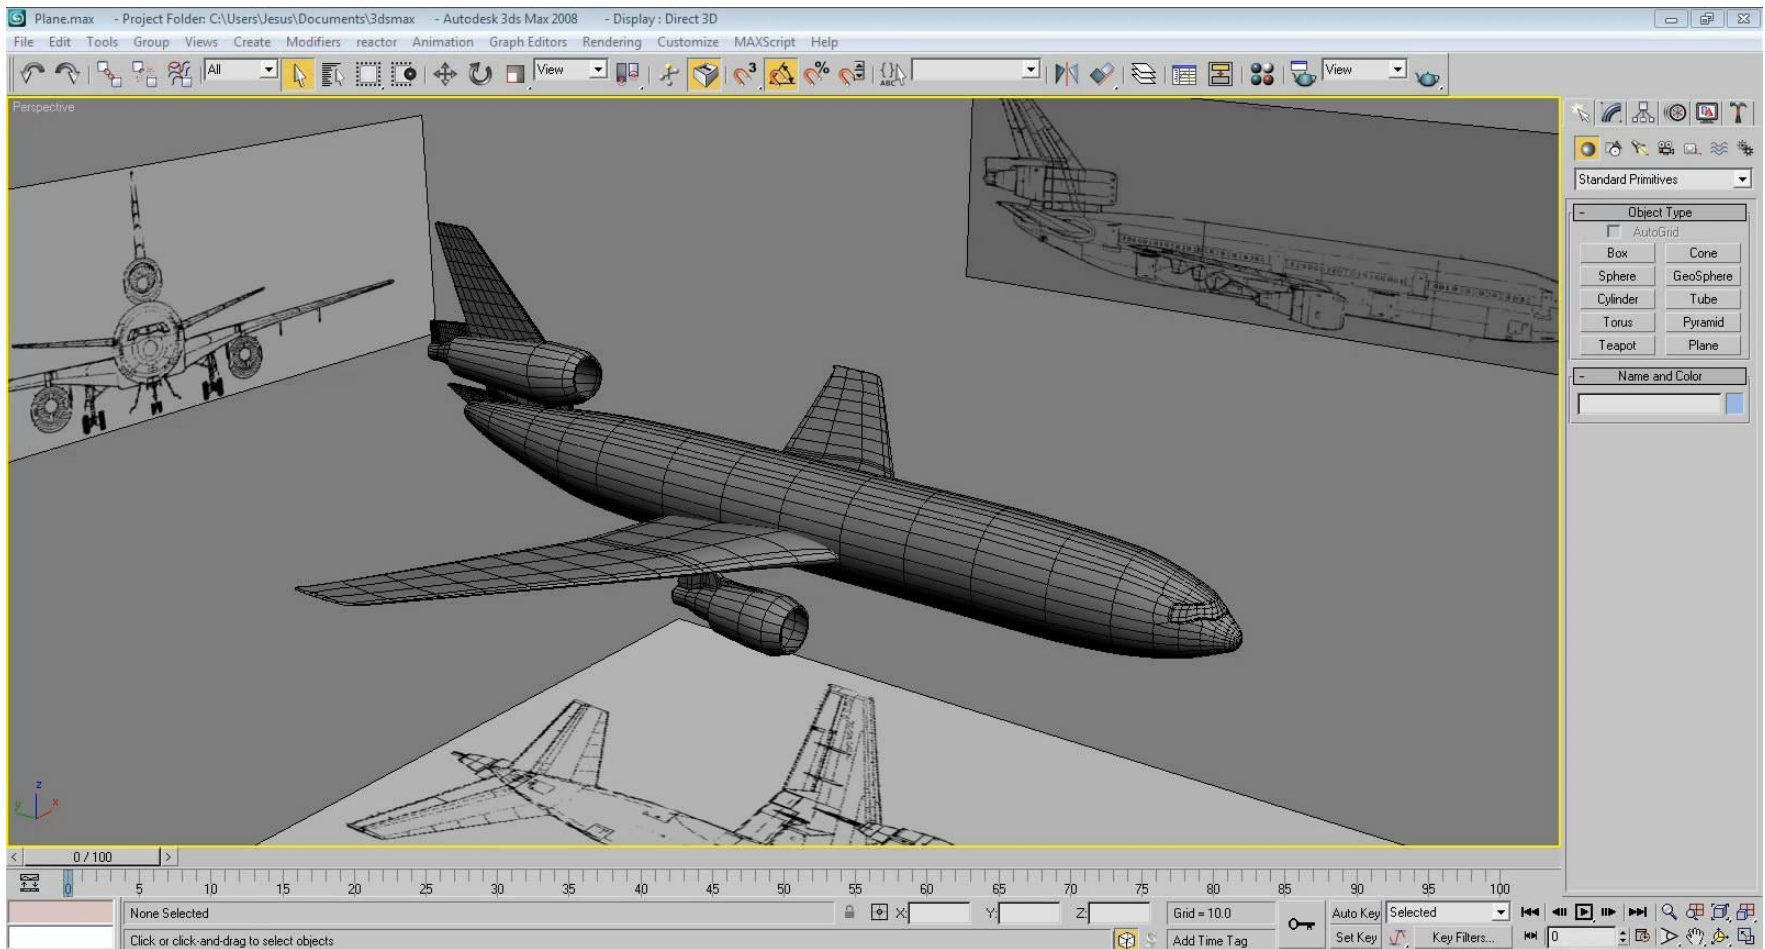 Plane.max - Project Folder: C:\Users\Jesus\Documents\3dsmax - Autodesk 3ds Max 2008 - Display : Direct 3D
File Edit Tools Group Views Create Modifiers reactor Animation Graph Editors Rendering Customize MAXScript Help
All View 3 % ABC View
Perspective
Standard Primitives
- Object Type
AutoGrid
Box Cone
Sphere GeoSphere
Cylinder Tube
Torus Pyramid
Teapot Plane
- Name and Color
z
y x
< 0 / 100 >
0 5 10 15 20 25 30 35 40 45 50 55 60 65 70 75 80 85 90 95 100
None Selected X: Y: Z: Grid = 10.0 Auto Key Selected
Click or click-and-drag to select objects Add Time Tag Set Key Key Filters... 0